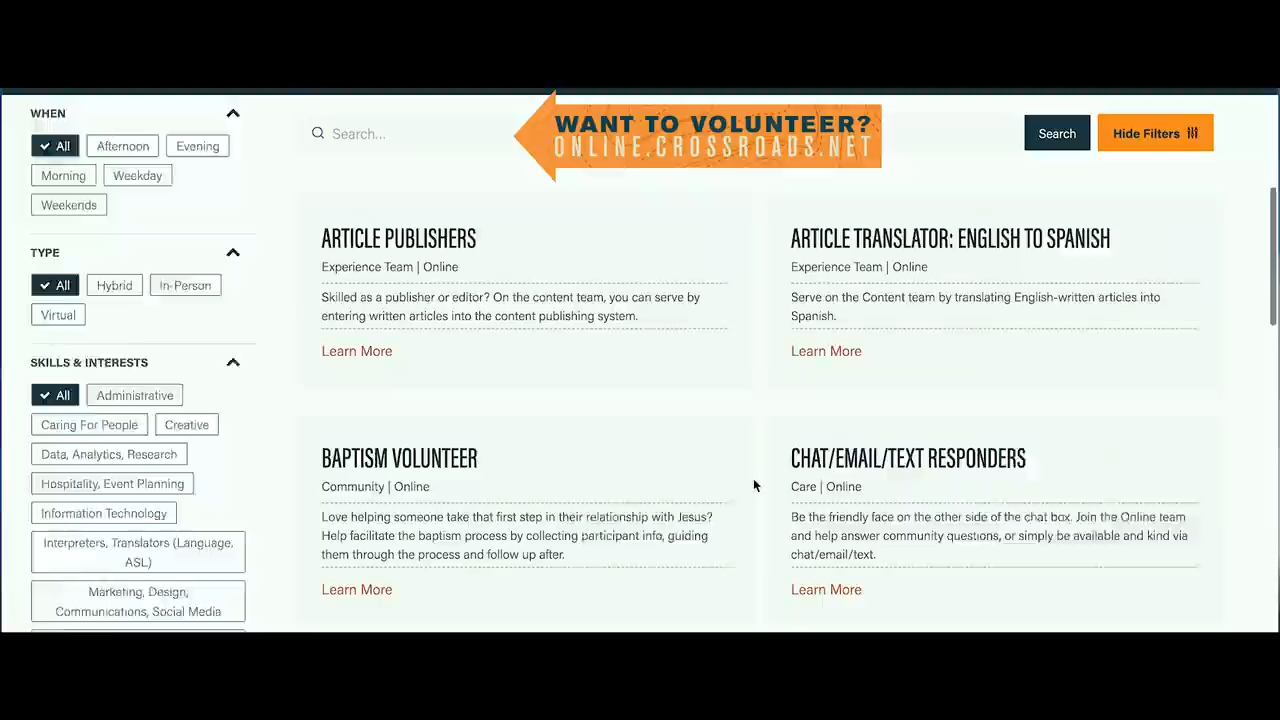 WHEN
All
Afternoon
Evening
Morning
Weekday
Weekends
TYPE
All
Hybrid
In-Person
Virtual
SKILLS & INTERESTS
All
Administrative
Caring For People
Creative
Data, Analytics, Research
Hospitality, Event Planning
Information Technology
Interpreters, Translators (Language,
ASL)
Marketing, Design,
Communications, Social Media
Search...
WANT TO VOLUNTEER?
ONLINE.CROSSROADS.NET
Search
Hide Filters
ARTICLE PUBLISHERS
Experience Team | Online
Skilled as a publisher or editor? On the content team, you can serve by
entering written articles into the content publishing system.
Learn More
ARTICLE TRANSLATOR: ENGLISH TO SPANISH
Experience Team | Online
Serve on the Content team by translating English-written articles into
Spanish.
Learn More
BAPTISM VOLUNTEER
Community | Online
Love helping someone take that first step in their relationship with Jesus?
Help facilitate the baptism process by collecting participant info, guiding
them through the process and follow up after.
Learn More
CHAT/EMAIL/TEXT RESPONDERS
Care | Online
Be the friendly face on the other side of the chat box. Join the Online team
and help answer community questions, or simply be available and kind via
chat/email/text.
Learn More